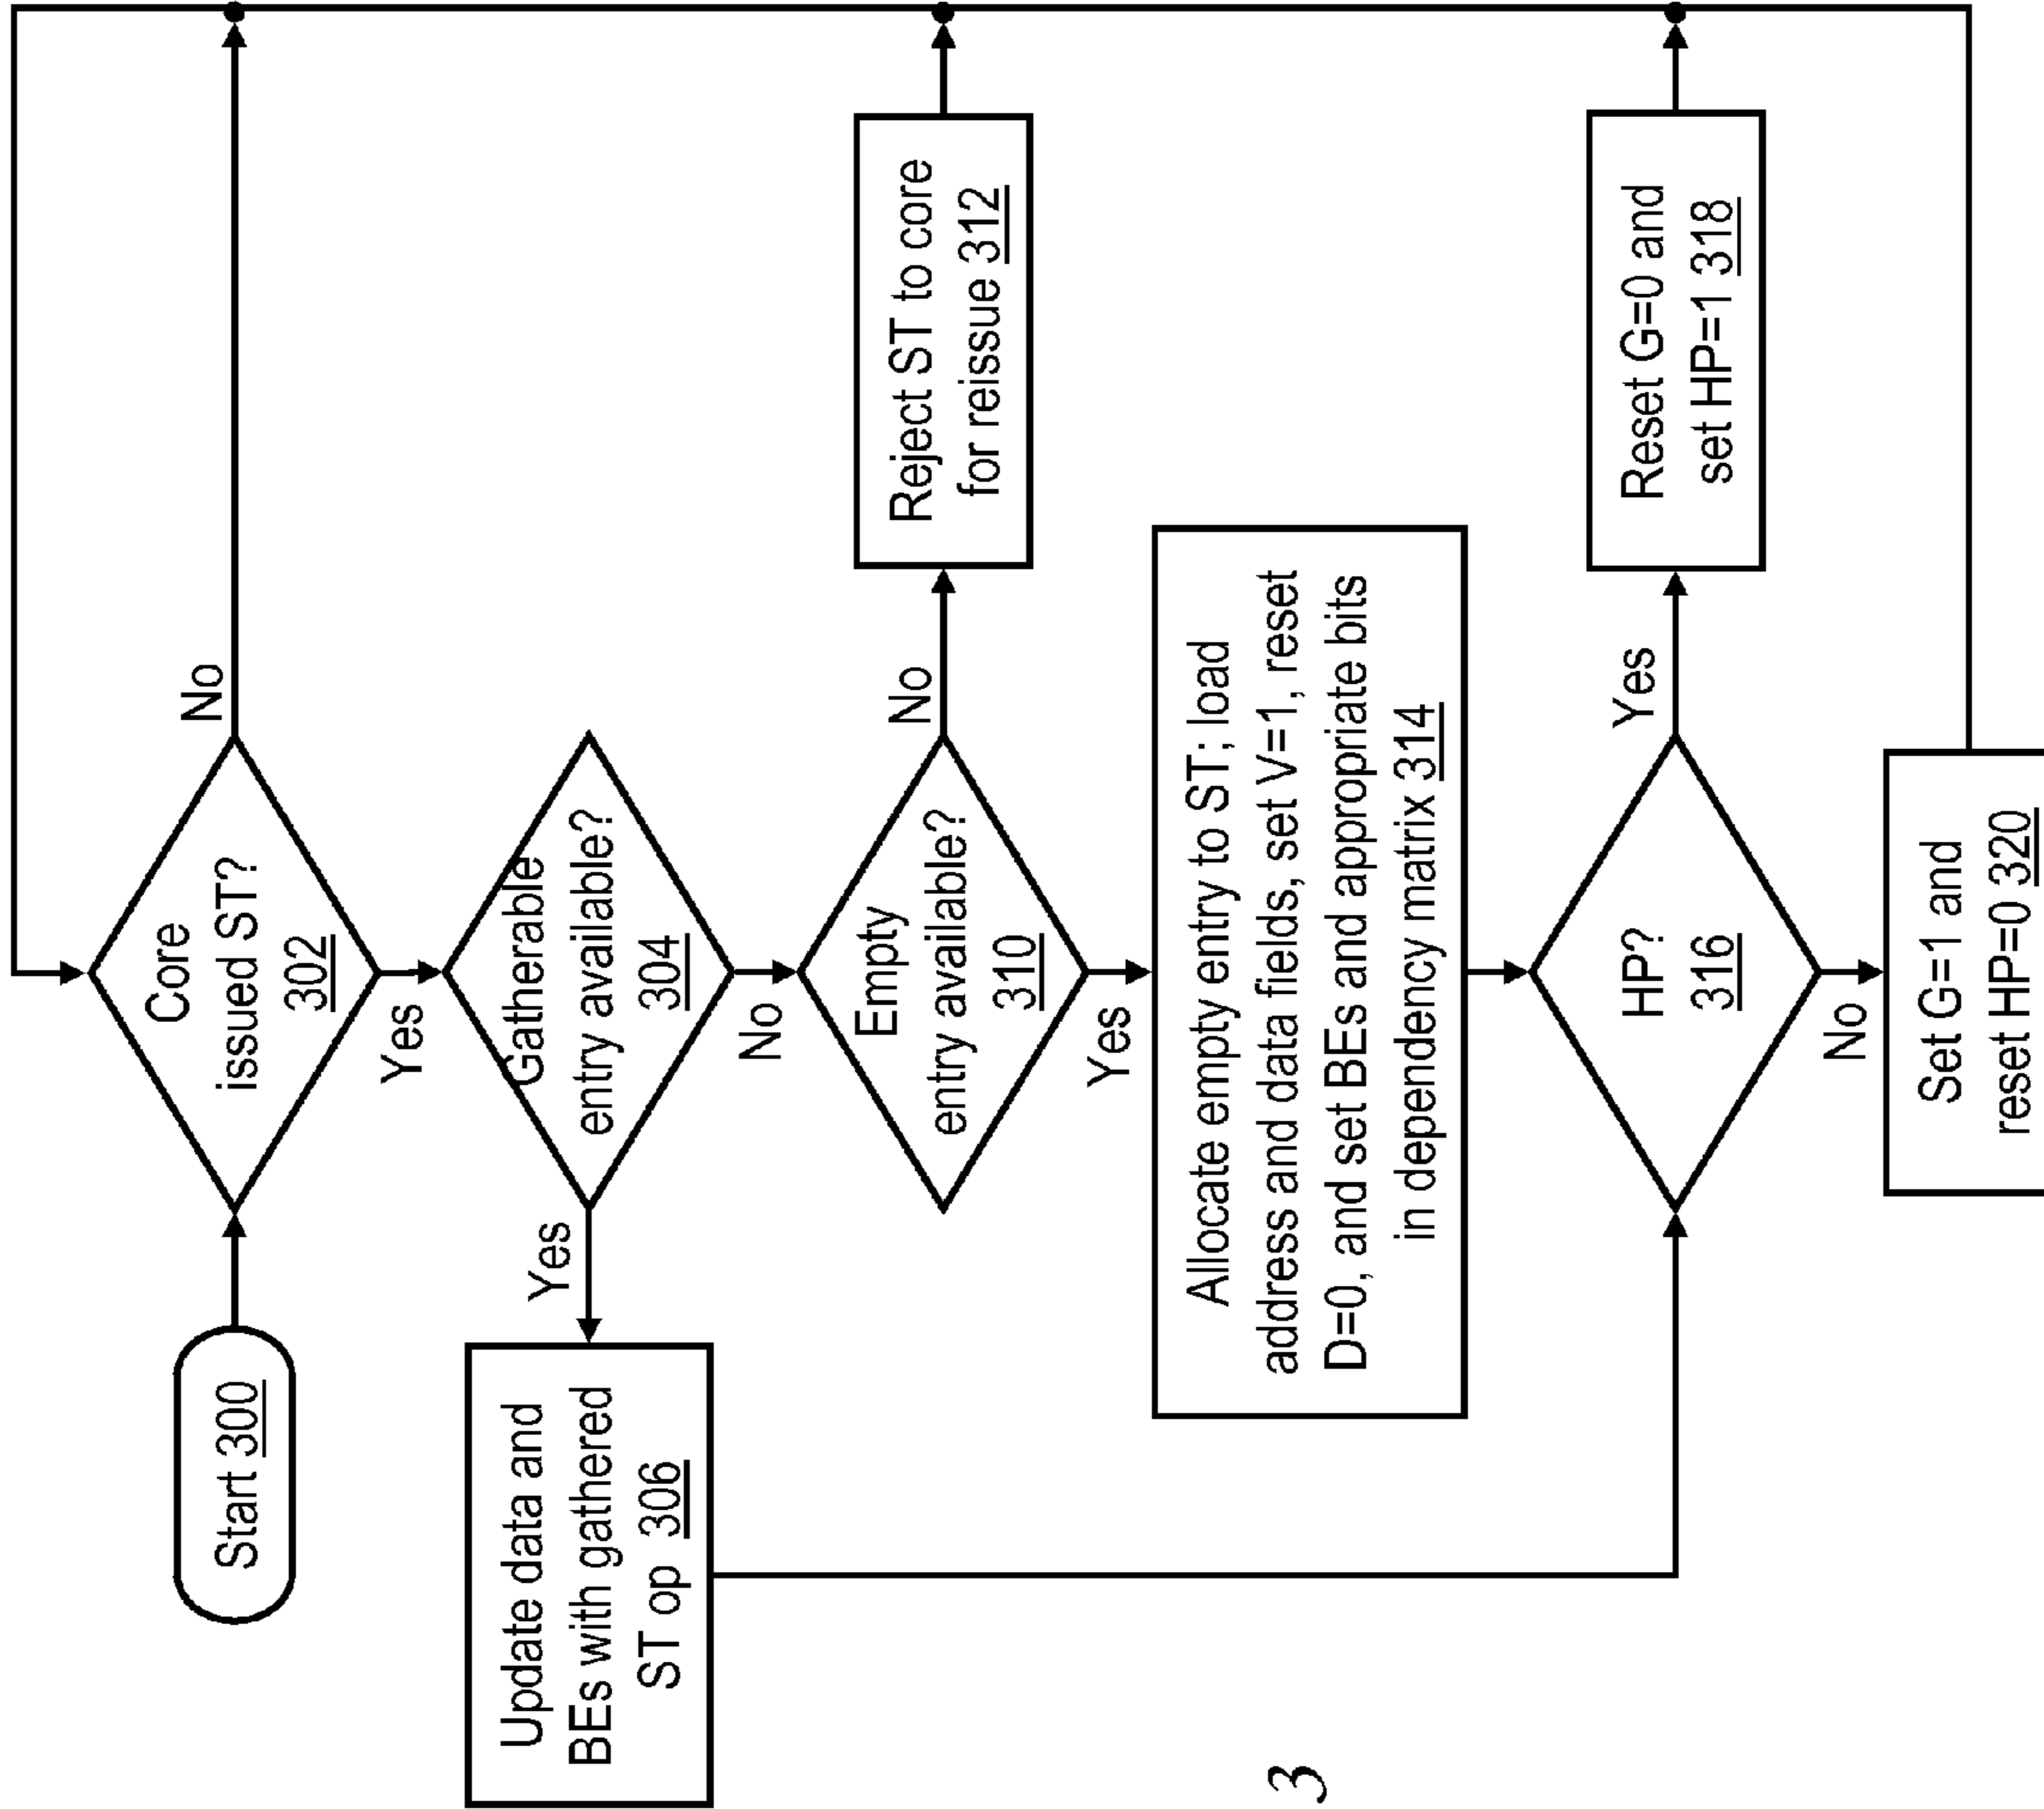 Start 300
Core
issued ST?
302
No
Yes
Gatherable
entry available?
304
Yes
Update data and
BEs with gathered
ST op 306
No
Empty
entry available?
310
No
Reject ST to core
for reissue 312
Yes
Allocate empty entry to ST; load
address and data fields, set V=1, reset
D=0, and set BEs and appropriate bits
in dependency matrix 314
HP?
316
Yes
Reset G=0 and
set HP=1 318
No
Set G=1 and
reset HP=0 320
3